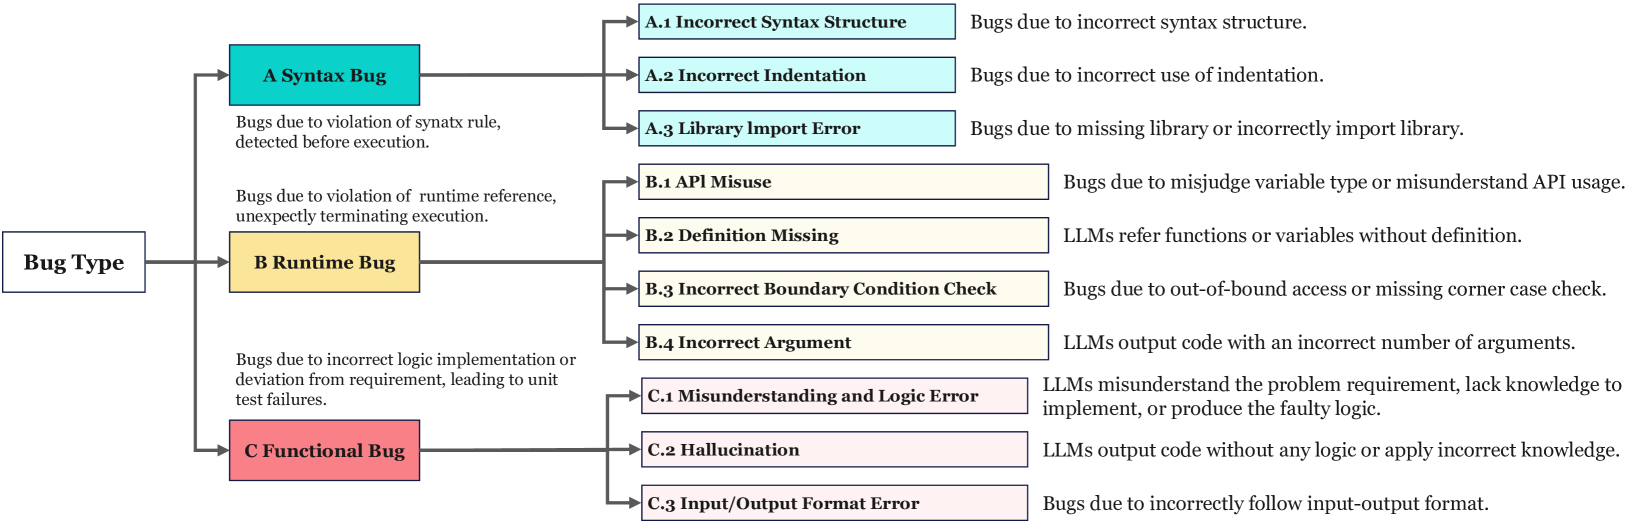 Bug Type
A Syntax Bug
Bugs due to violation of synatx rule,
detected before execution.
A.1 Incorrect Syntax Structure
Bugs due to incorrect syntax structure.
A.2 Incorrect Indentation
Bugs due to incorrect use of indentation.
A.3 Library lmport Error
Bugs due to missing library or incorrectly import library.
Bugs due to violation of  runtime reference,
unexpectly terminating execution.
B Runtime Bug
B.1 APl Misuse
Bugs due to misjudge variable type or misunderstand API usage.
B.2 Definition Missing
LLMs refer functions or variables without definition.
B.3 Incorrect Boundary Condition Check
Bugs due to out-of-bound access or missing corner case check.
B.4 Incorrect Argument
LLMs output code with an incorrect number of arguments.
Bugs due to incorrect logic implementation or
deviation from requirement, leading to unit
test failures.
C Functional Bug
C.1 Misunderstanding and Logic Error
LLMs misunderstand the problem requirement, lack knowledge to
implement, or produce the faulty logic.
C.2 Hallucination
LLMs output code without any logic or apply incorrect knowledge.
C.3 Input/Output Format Error
Bugs due to incorrectly follow input-output format.